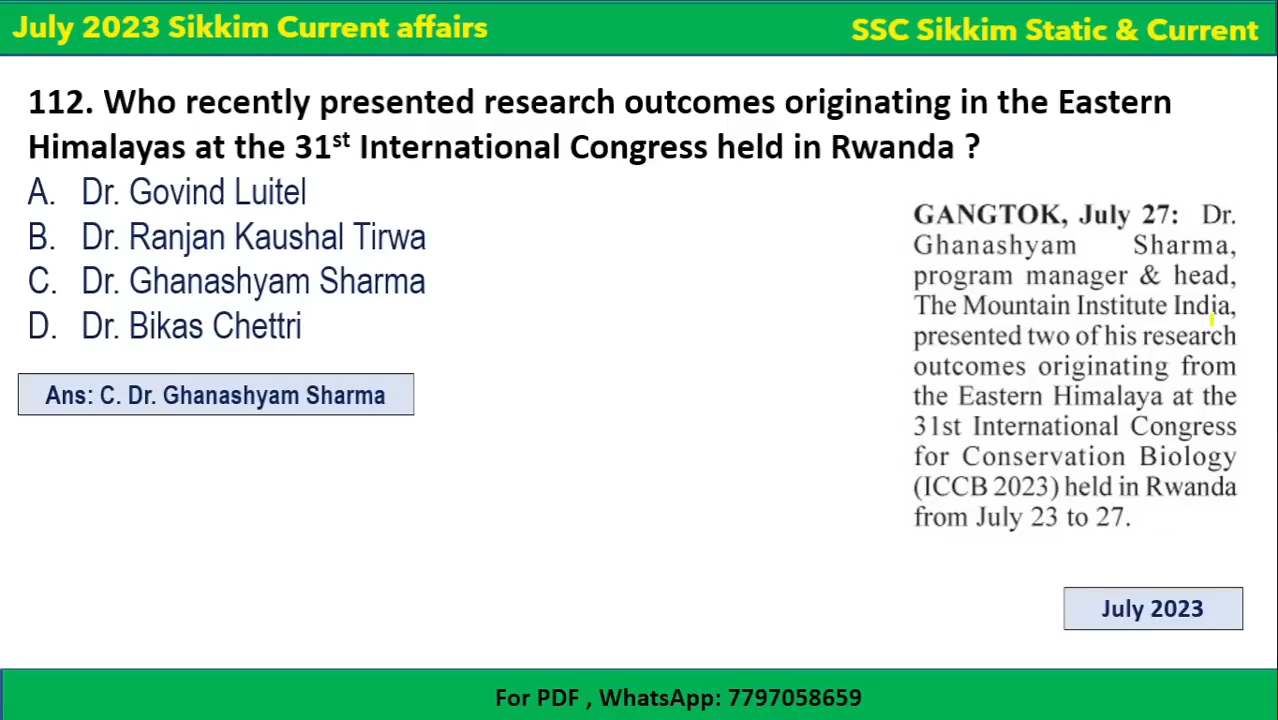 July 2023 Sikkim Current affairs
SSC Sikkim Static & Current
112. Who recently presented research outcomes originating in the Eastern
Himalayas at the 31st International Congress held in Rwanda ?
A. Dr. Govind Luitel
B. Dr. Ranjan Kaushal Tirwa
C. Dr. Ghanashyam Sharma
D. Dr. Bikas Chettri
Ans: C. Dr. Ghanashyam Sharma
GANGTOK, July 27: Dr.
Ghanashyam Sharma,
program manager & head,
The Mountain Institute India,
presented two of his research
outcomes originating from
the Eastern Himalaya at the
31st International Congress
for Conservation Biology
(ICCB 2023) held in Rwanda
from July 23 to 27.
July 2023
For PDF , WhatsApp: 7797058659